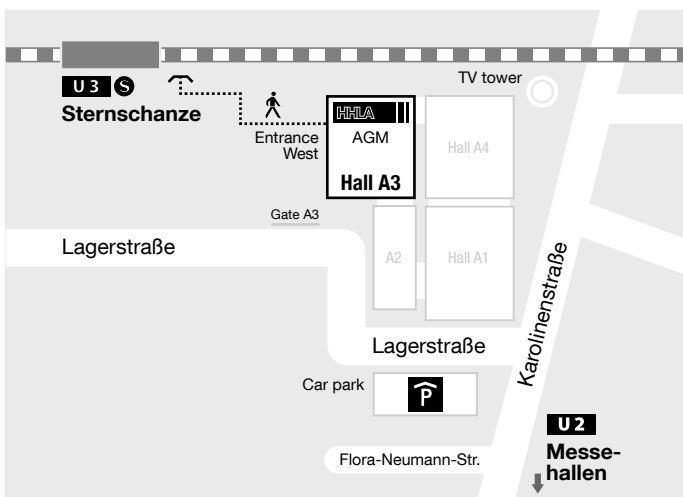 TV tower
U3 S
Sternschanze
HHLA
AGM
Hall A3
Entrance
West
Hall A4
Gate A3
Lagerstraße
A2
Hall A1
Karolinenstraße
Lagerstraße
Car park
P
U2
Messe-
hallen
Flora-Neumann-Str.